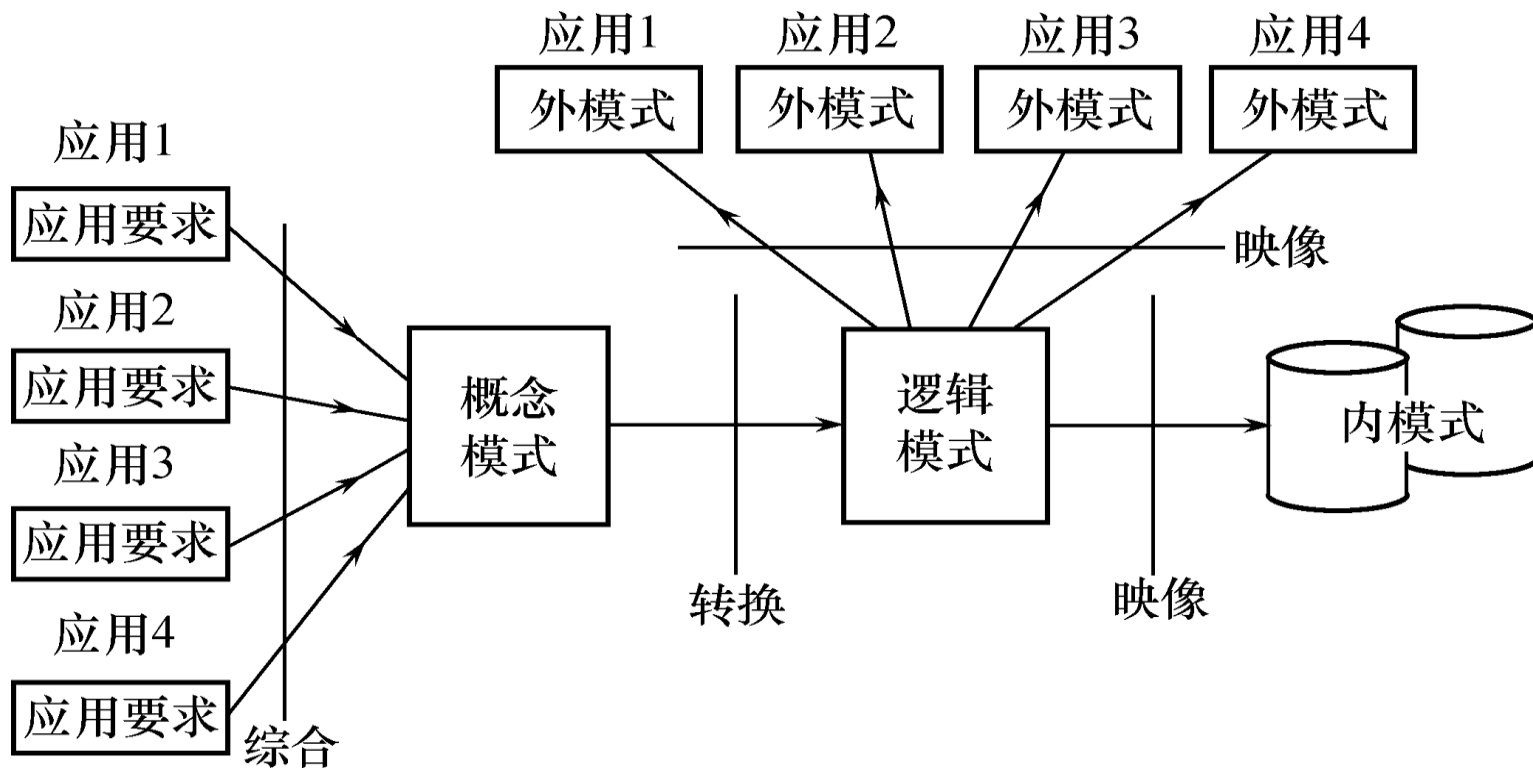 应用1
应用2
应用3
应用4
外模式
外模式
外模式
外模式
应用1
应用要求
映像
应用2
应用要求
概念
模式
逻辑
模式
内模式
应用3
应用要求
转换
映像
应用4
应用要求
综合